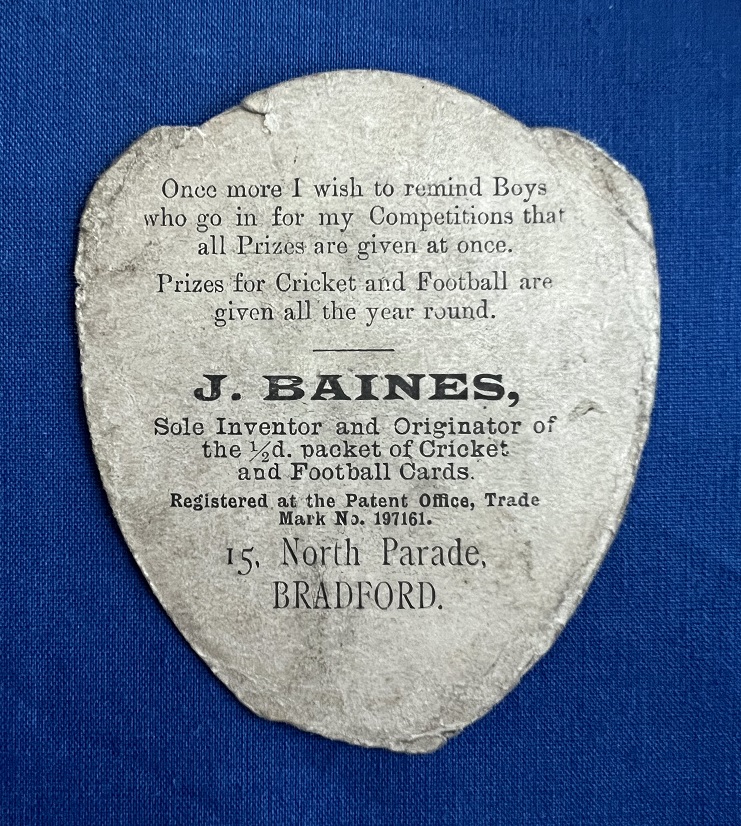 Once more I wish to remind Boys
who go in for my Competitions that
all Prizes are given at once.
Prizes for Cricket and Football are
given all the year round.
J. BAINES,
Sole Inventor and Originator of
the ½d. packet of Cricket
and Football Cards.
Registered at the Patent Office, Trade
Mark No. 197161.
15, North Parade,
BRADFORD.